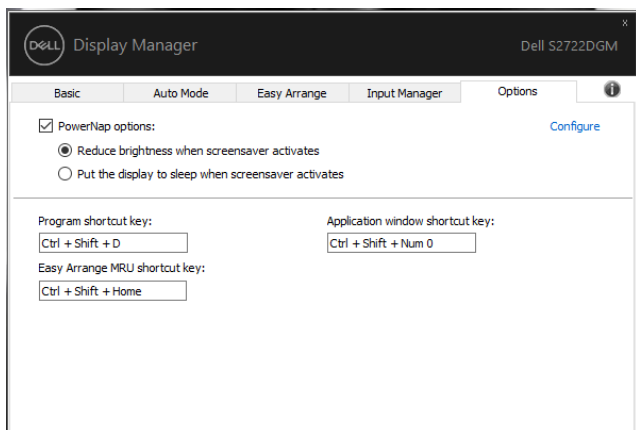 x
DELL Display Manager Dell S2722DGM
Basic Auto Mode Easy Arrange Input Manager Options i
PowerNap options: Configure
Reduce brightness when screensaver activates
Put the display to sleep when screensaver activates
Program shortcut key: Application window shortcut key:
Ctrl + Shift + D Ctrl + Shift + Num 0
Easy Arrange MRU shortcut key:
Ctrl + Shift + Home